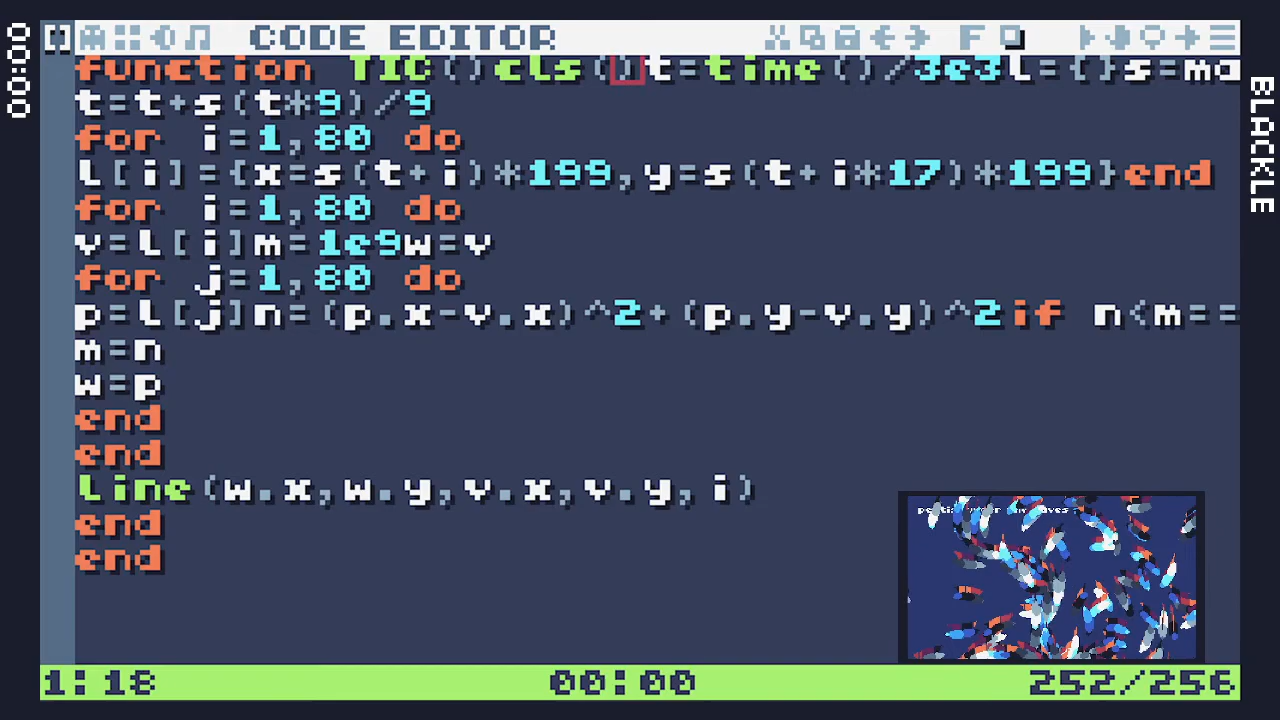 CODE EDITOR
00:00
BLACKLE
function TIC()cls()t=time()/3e3l={}s=ma
t=t+s(t*9)/9
for i=1,80 do
l[i]={x=s(t+i)*199,y=s(t+i*17)*199}end
for i=1,80 do
v=l[i]m=1e9w=v
for j=1,80 do
p=l[j]n=(p.x-v.x)^2+(p.y-v.y)^2if n<m==
m=n
w=p
end
end
line(w.x,w.y,v.x,v.y,i)
end
end
1:18
00:00
252/256